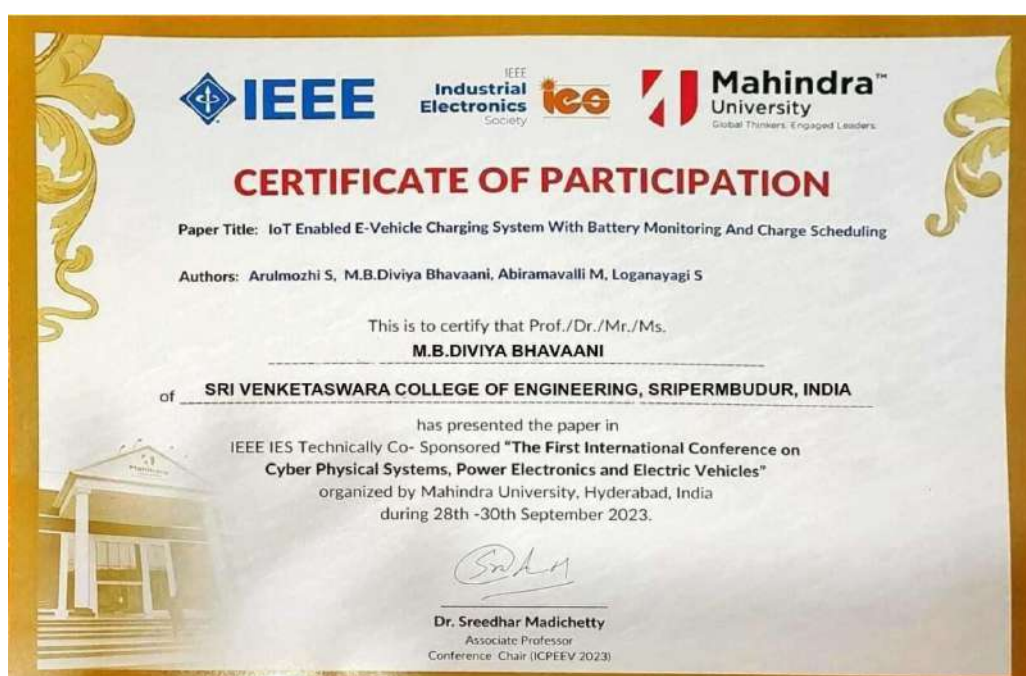 IEEE
IEEE
Industrial
Electronics
Society
ies
Mahindra™
University
Global Thinkers. Engaged Leaders.
CERTIFICATE OF PARTICIPATION
Paper Title: IoT Enabled E-Vehicle Charging System With Battery Monitoring And Charge Scheduling
Authors: Arulmozhi S, M.B.Diviya Bhavaani, Abiramavalli M, Loganayagi S
This is to certify that Prof./Dr./Mr./Ms.
M.B.DIVIYA BHAVAANI
of SRI VENKETASWARA COLLEGE OF ENGINEERING, SRIPERMBUDUR, INDIA
has presented the paper in
IEEE IES Technically Co- Sponsored "The First International Conference on
Cyber Physical Systems, Power Electronics and Electric Vehicles"
organized by Mahindra University, Hyderabad, India
during 28th -30th September 2023.
Mahindra
Dr. Sreedhar Madichetty
Associate Professor
Conference Chair (ICPEEV 2023)